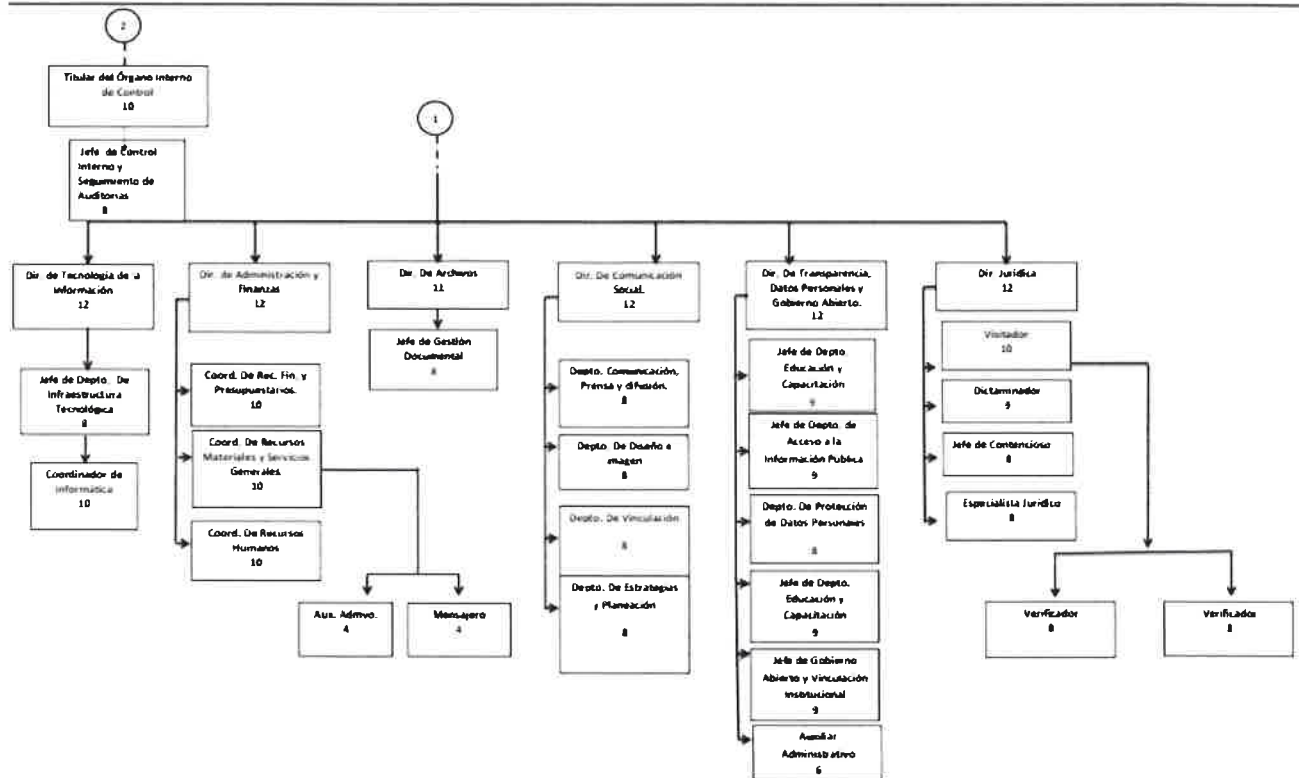 2
Titular del Órgano Interno
de Control
10
1
Jefe de Control
Interno y
Seguimiento de
Auditorias
8
Dir. de Tecnología de a
Información
12
Jefe de Depto. De
Infraestructura
Tecnológica
8
Coordinador de
informática
10
Dir. de Administración y
Finanzas
12
Coord. De Rec. Fin. y
Presupuestarios.
10
Coord. De Recursos
Materiales y Servicios
Generales.
10
Coord. De Recursos
Humanos
10
Aux. Admvo.
4
Mensajero
4
Dir. De Archivos
11
Jefe de Gestión
Documental
8
Dir. De Comunicación
Social.
12
Depto. Comunicación,
Prensa y difusión.
8
Depto. De Diseño e
imagen
8
Depto. De Vinculación
8
Depto. De Estrategias
y Planeación
8
Dir. De Transparencia,
Datos Personales y
Gobierno Abierto.
12
Jefe de Depto.
Educación y
Capacitación
9
Jefe de Depto. de
Acceso a la
Información Publica
9
Depto. De Protección
de Datos Personales
8
Jefe de Depto.
Educación y
Capacitación
9
Jefe de Gobierno
Abierto y Vinculación
Institucional
9
Auxiliar
Administrativo
6
Dir. Jurídica
12
Visitador
10
Dictaminador
9
Jefe de Contencioso
8
Especialista Jurídico
8
Verificador
8
Verificador
8